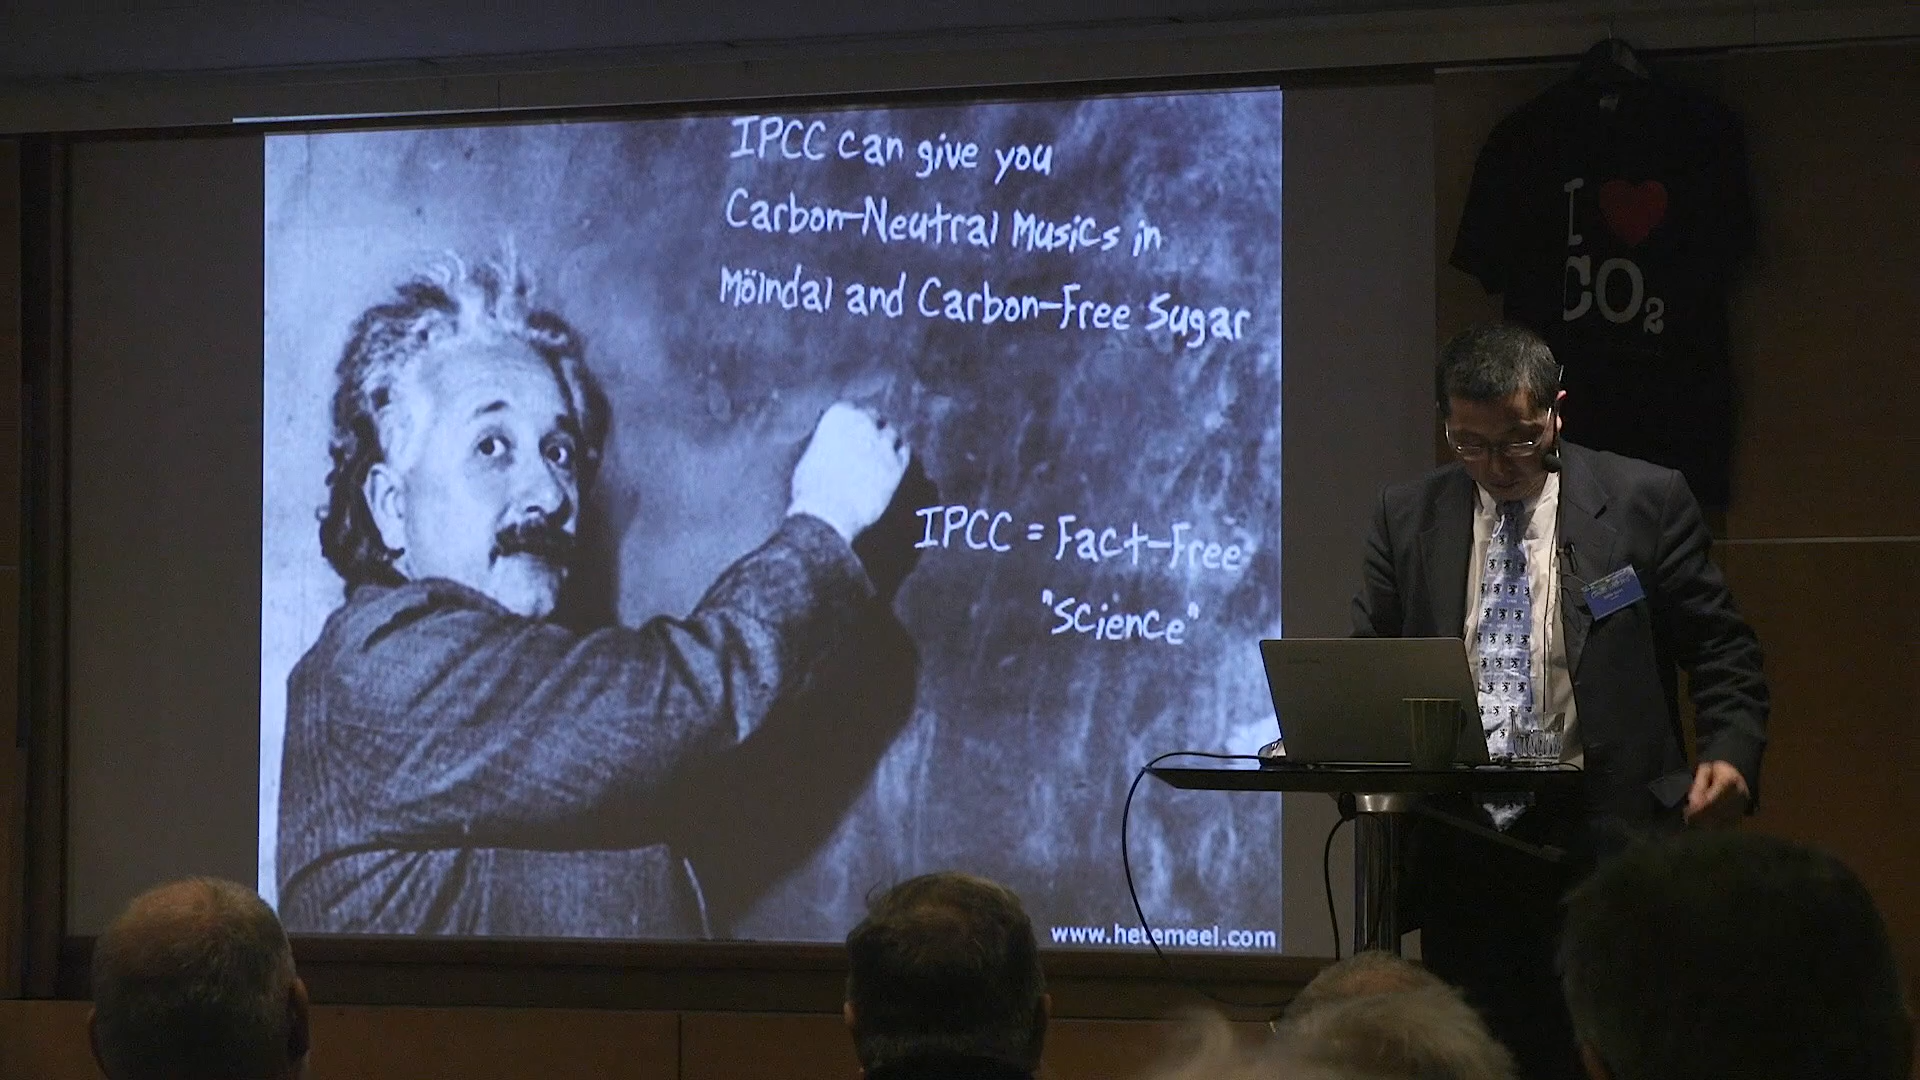 IPCC can give you
Carbon-Neutral Musics in
Mölndal and Carbon-Free Sugar
IPCC = Fact-Free
"Science"
www.hetemeel.com
I ♥
CO₂